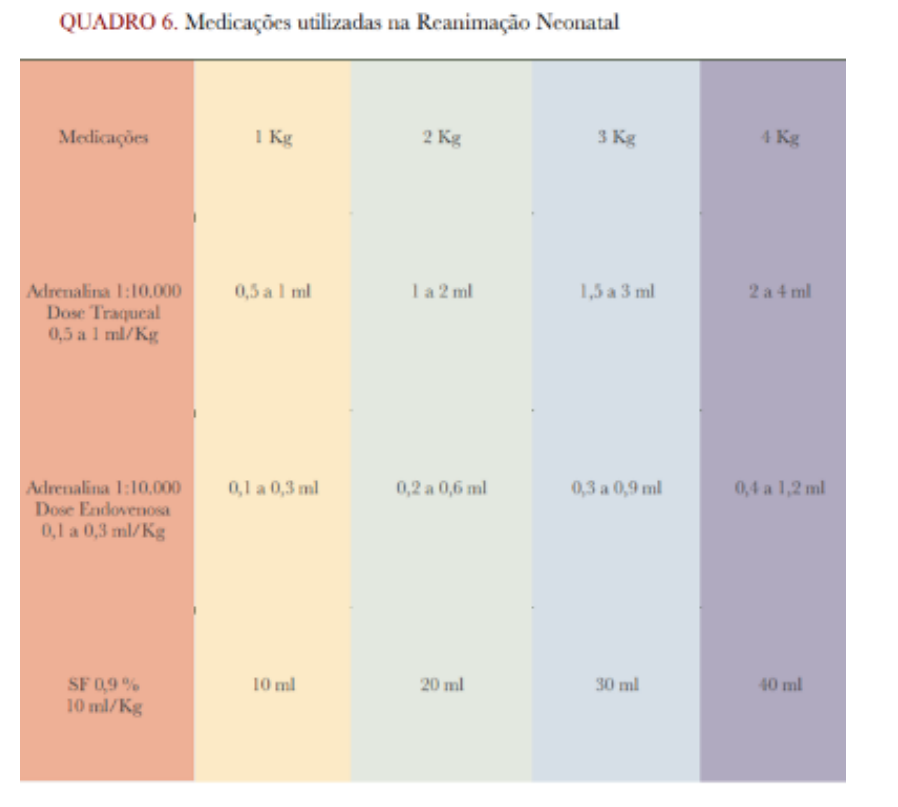 QUADRO 6. Medicações utilizadas na Reanimação Neonatal
Medicações 1 Kg 2 Kg 3 Kg 4 Kg
Adrenalina 1:10.000 0,5 a 1 ml 1 a 2 ml 1,5 a 3 ml 2 a 4 ml
Dose Traqueal
0,5 a 1 ml/Kg
Adrenalina 1:10.000 0,1 a 0,3 ml 0,2 a 0,6 ml 0,3 a 0,9 ml 0,4 a 1,2 ml
Dose Endovenosa
0,1 a 0,3 ml/Kg
SF 0,9 % 10 ml 20 ml 30 ml 40 ml
10 ml/Kg